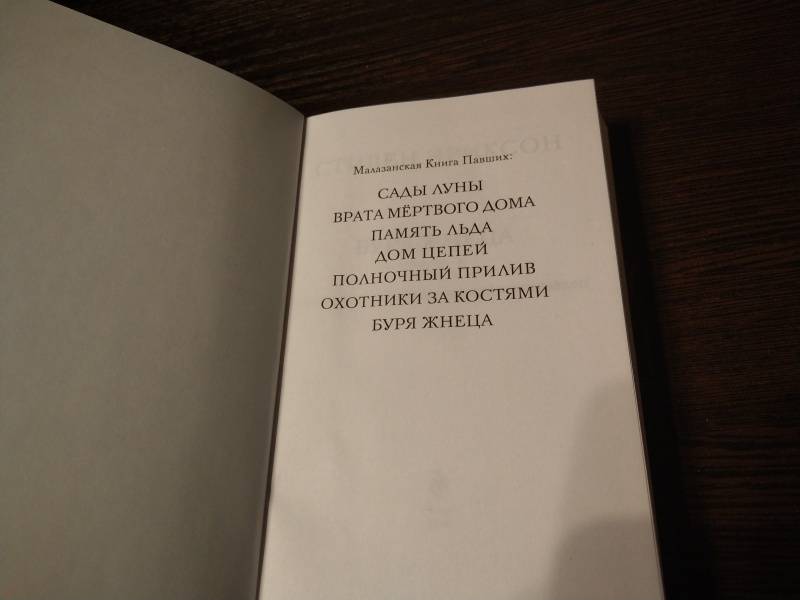 Малазанская Книга Павших:
САДЫ ЛУНЫ
ВРАТА МЁРТВОГО ДОМА
ПАМЯТЬ ЛЬДА
ДОМ ЦЕПЕЙ
ПОЛНОЧНЫЙ ПРИЛИВ
ОХОТНИКИ ЗА КОСТЯМИ
БУРЯ ЖНЕЦА